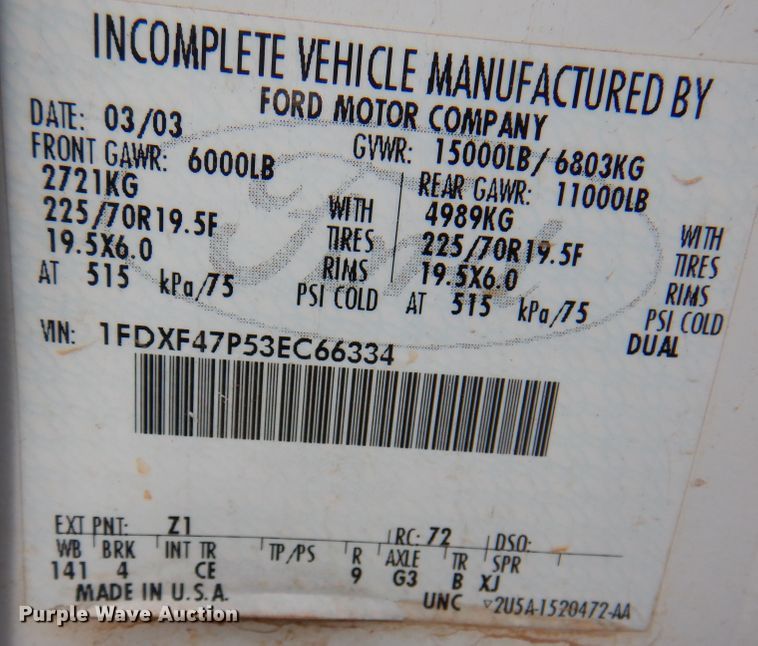 INCOMPLETE VEHICLE MANUFACTURED BY
FORD MOTOR COMPANY
DATE: 03/03
GVWR: 15000LB/ 6803KG
FRONT GAWR: 6000LB
2721KG
WITH
225/70R19.5F
TIRES
19.5X6.0
RIMS
AT 515 kPa/75
PSI COLD
REAR GAWR: 11000LB
4989KG
WITH
225/70R19.5F
TIRES
19.5X6.0
RIMS
AT 515 kPa/75
PSI COLD
DUAL
VIN: 1FDXF47P53EC66334
EXT PNT: Z1
RC: 72
DSO:
WB BRK INT TR TP/PS R AXLE TR SPR
141 4 CE 9 G3 B XJ
MADE IN U.S.A.
UNC
2U5A-1520472-AA
Ford
Purple Wave Auction